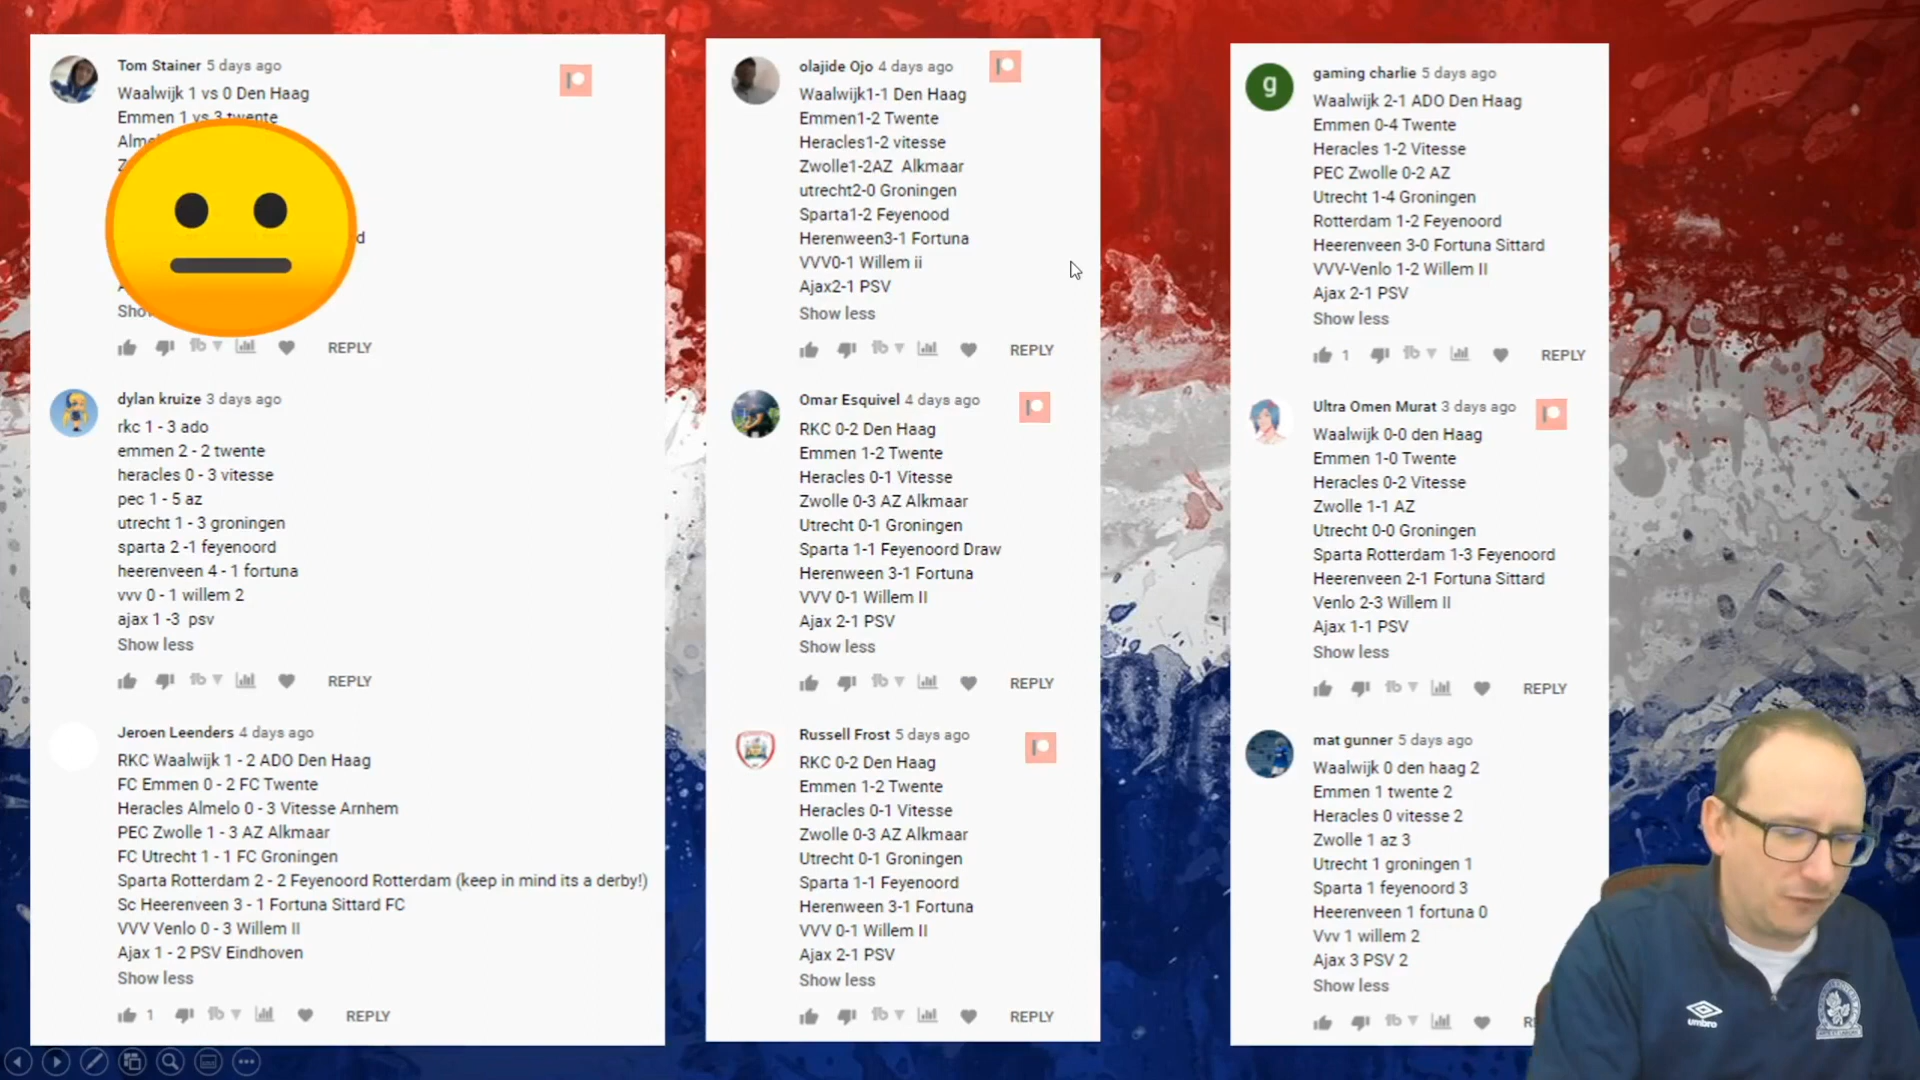 Tom Stainer 5 days ago
Waalwijk 1 vs 0 Den Haag
Emmen 1 vs 3 twente
REPLY
dylan kruize 3 days ago
rkc 1 - 3 ado
emmen 2 - 2 twente
heracles 0 - 3 vitesse
pec 1 - 5 az
utrecht 1 - 3 groningen
sparta 2 -1 feyenoord
heerenveen 4 - 1 fortuna
vvv 0 - 1 willem 2
ajax 1 -3 psv
Show less
REPLY
Jeroen Leenders 4 days ago
RKC Waalwijk 1 - 2 ADO Den Haag
FC Emmen 0 - 2 FC Twente
Heracles Almelo 0 - 3 Vitesse Arnhem
PEC Zwolle 1 - 3 AZ Alkmaar
FC Utrecht 1 - 1 FC Groningen
Sparta Rotterdam 2 - 2 Feyenoord Rotterdam (keep in mind its a derby!)
Sc Heerenveen 3 - 1 Fortuna Sittard FC
VVV Venlo 0 - 3 Willem II
Ajax 1 - 2 PSV Eindhoven
Show less
1 REPLY
olajide Ojo 4 days ago
Waalwijk1-1 Den Haag
Emmen1-2 Twente
Heracles1-2 vitesse
Zwolle1-2AZ Alkmaar
utrecht2-0 Groningen
Sparta1-2 Feyenood
Herenween3-1 Fortuna
VVV0-1 Willem ii
Ajax2-1 PSV
Show less
REPLY
Omar Esquivel 4 days ago
RKC 0-2 Den Haag
Emmen 1-2 Twente
Heracles 0-1 Vitesse
Zwolle 0-3 AZ Alkmaar
Utrecht 0-1 Groningen
Sparta 1-1 Feyenoord Draw
Herenween 3-1 Fortuna
VVV 0-1 Willem II
Ajax 2-1 PSV
Show less
REPLY
Russell Frost 5 days ago
RKC 0-2 Den Haag
Emmen 1-2 Twente
Heracles 0-1 Vitesse
Zwolle 0-3 AZ Alkmaar
Utrecht 0-1 Groningen
Sparta 1-1 Feyenoord
Herenween 3-1 Fortuna
VVV 0-1 Willem II
Ajax 2-1 PSV
Show less
REPLY
g
gaming charlie 5 days ago
Waalwijk 2-1 ADO Den Haag
Emmen 0-4 Twente
Heracles 1-2 Vitesse
PEC Zwolle 0-2 AZ
Utrecht 1-4 Groningen
Rotterdam 1-2 Feyenoord
Heerenveen 3-0 Fortuna Sittard
VVV-Venlo 1-2 Willem II
Ajax 2-1 PSV
Show less
1 REPLY
Ultra Omen Murat 3 days ago
Waalwijk 0-0 den Haag
Emmen 1-0 Twente
Heracles 0-2 Vitesse
Zwolle 1-1 AZ
Utrecht 0-0 Groningen
Sparta Rotterdam 1-3 Feyenoord
Heerenveen 2-1 Fortuna Sittard
Venlo 2-3 Willem II
Ajax 1-1 PSV
Show less
REPLY
mat gunner 5 days ago
Waalwijk 0 den haag 2
Emmen 1 twente 2
Heracles 0 vitesse 2
Zwolle 1 az 3
Utrecht 1 groningen 1
Sparta 1 feyenoord 3
Heerenveen 1 fortuna 0
Vvv 1 willem 2
Ajax 3 PSV 2
Show less
umbro